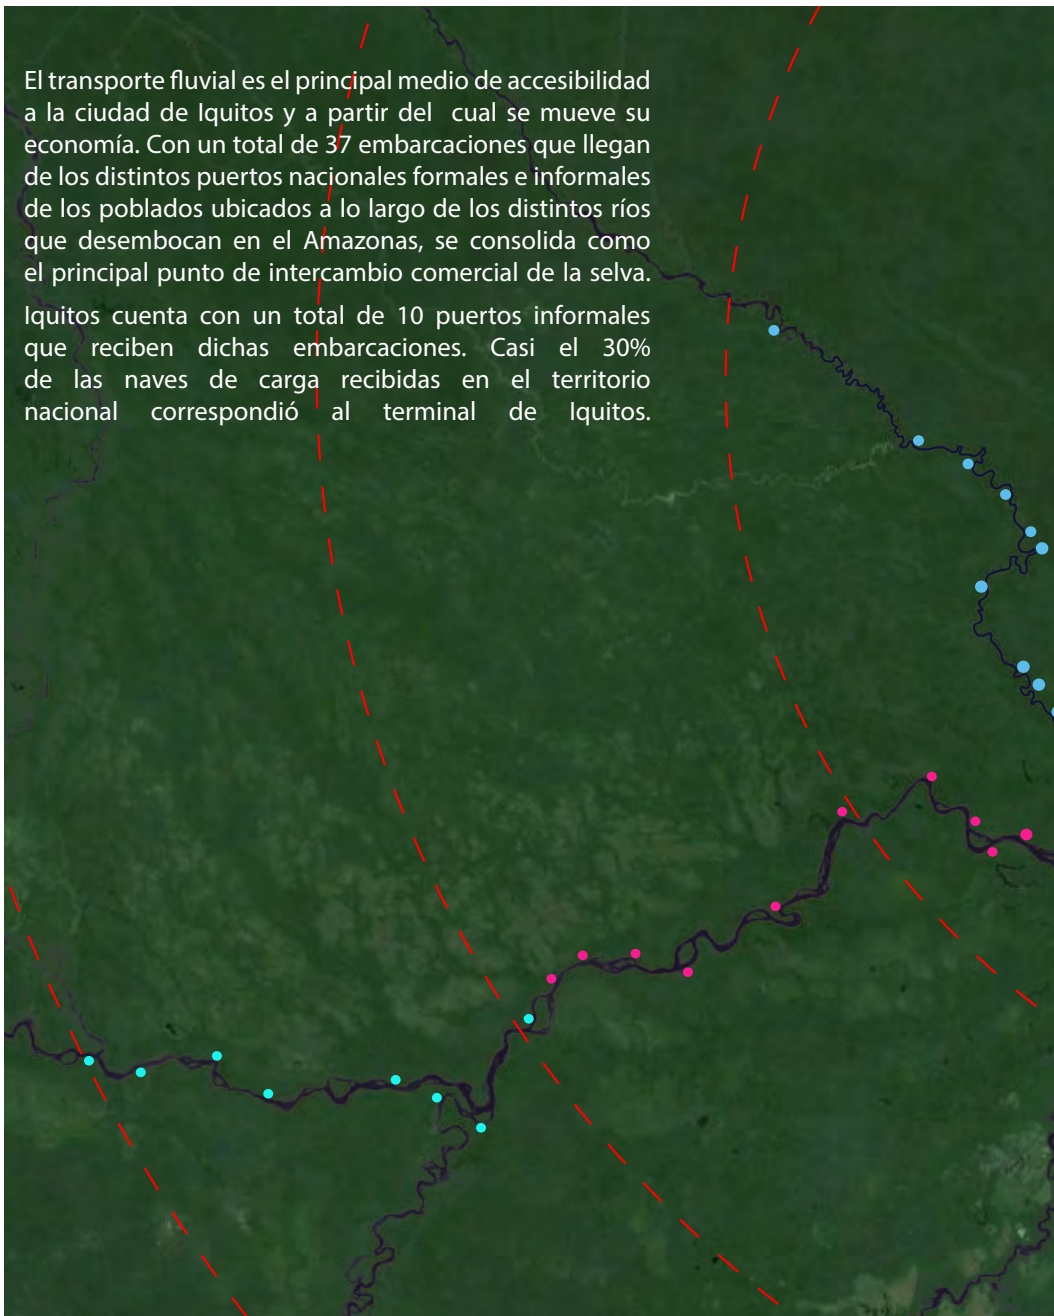 El transporte fluvial es el principal medio de accesibilidad
a la ciudad de Iquitos y a partir del cual se mueve su
economía. Con un total de 37 embarcaciones que llegan
de los distintos puertos nacionales formales e informales
de los poblados ubicados a lo largo de los distintos ríos
que desembocan en el Amazonas, se consolida como
el principal punto de intercambio comercial de la selva.
Iquitos cuenta con un total de 10 puertos informales
que reciben dichas embarcaciones. Casi el 30%
de las naves de carga recibidas en el territorio
nacional correspondió al terminal de Iquitos.